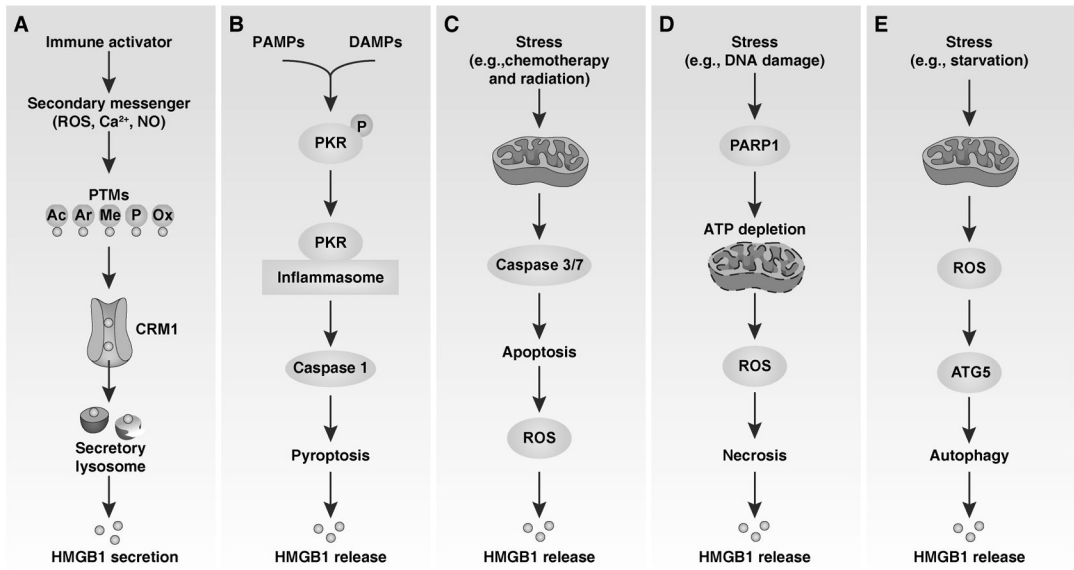 A
Immune activator
Secondary messenger
(ROS, Ca²⁺, NO)
PTMs
Ac Ar Me P Ox
CRM1
Secretory
lysosome
HMGB1 secretion
B
PAMPs DAMPs
P
PKR
PKR
Inflammasome
Caspase 1
Pyroptosis
HMGB1 release
C
Stress
(e.g.,chemotherapy
and radiation)
Caspase 3/7
Apoptosis
ROS
HMGB1 release
D
Stress
(e.g., DNA damage)
PARP1
ATP depletion
ROS
Necrosis
HMGB1 release
E
Stress
(e.g., starvation)
ROS
ATG5
Autophagy
HMGB1 release